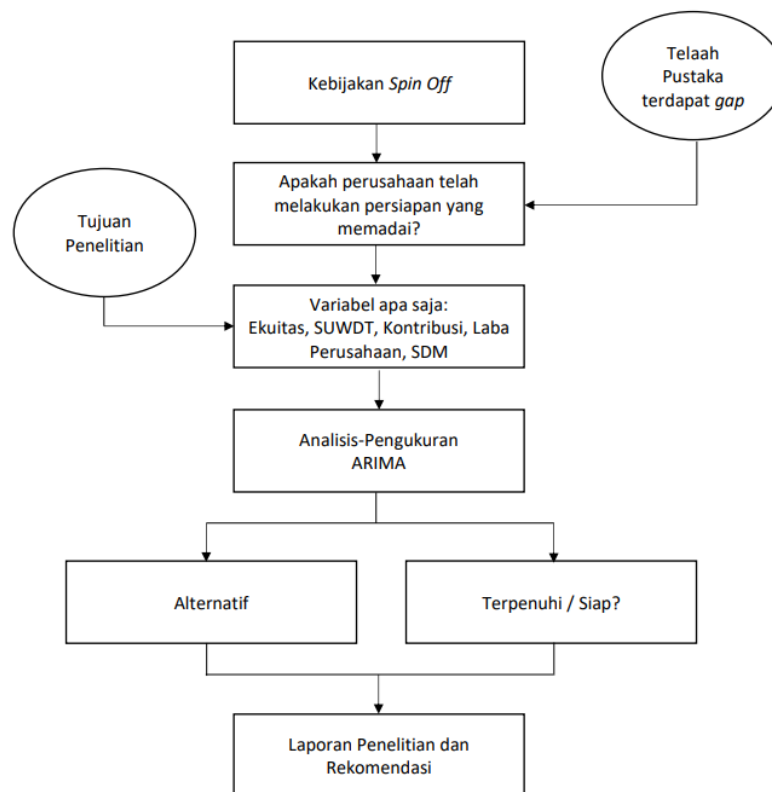 Kebijakan Spin Off
Telaah
Pustaka
terdapat gap
Apakah perusahaan telah
melakukan persiapan yang
memadai?
Tujuan
Penelitian
Variabel apa saja:
Ekuitas, SUWDT, Kontribusi, Laba
Perusahaan, SDM
Analisis-Pengukuran
ARIMA
Alternatif
Terpenuhi / Siap?
Laporan Penelitian dan
Rekomendasi